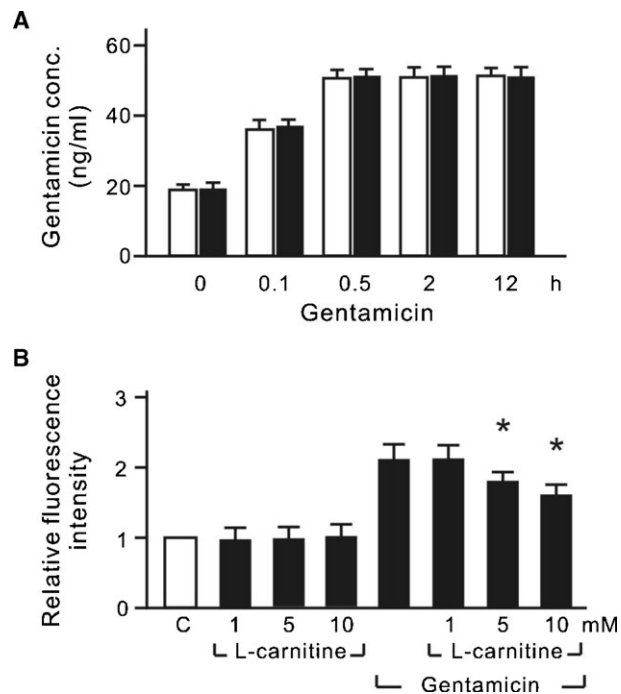 A
Gentamicin conc.
(ng/ml)
60
40
20
0
0 0.1 0.5 2 12 h
Gentamicin
B
Relative fluorescence
intensity
3
2
1
0
* *
C 1 5 10 1 5 10 mM
L-carnitine L-carnitine
Gentamicin